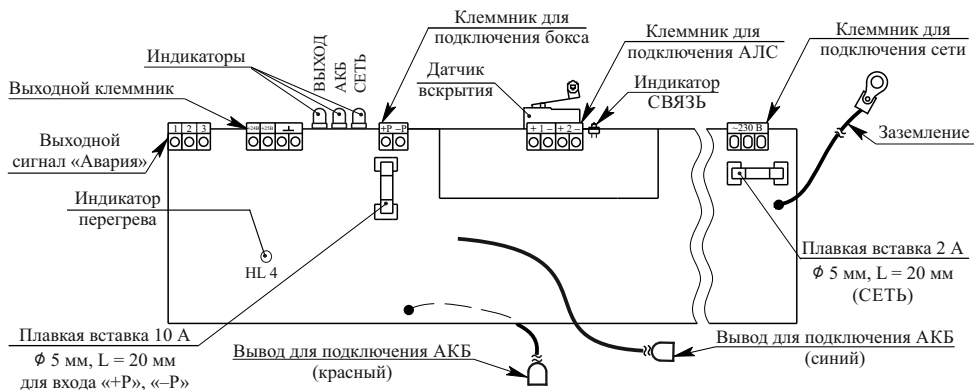 Клеммник для
подключения бокса
Клеммник для
подключения АЛС
Клеммник для
подключения сети
Индикаторы
ВЫХОД
АКБ
СЕТЬ
Датчик
вскрытия
Индикатор
СВЯЗЬ
Выходной клеммник
Заземление
1 2 3
+P –P
+ 1 – + 2 –
~230 В
Выходной
сигнал «Авария»
Индикатор
перегрева
HL 4
Плавкая вставка 2 А
ϕ 5 мм, L = 20 мм
(СЕТЬ)
Плавкая вставка 10 А
ϕ 5 мм, L = 20 мм
для входа «+Р», «–Р»
Вывод для подключения АКБ
(красный)
Вывод для подключения АКБ
(синий)